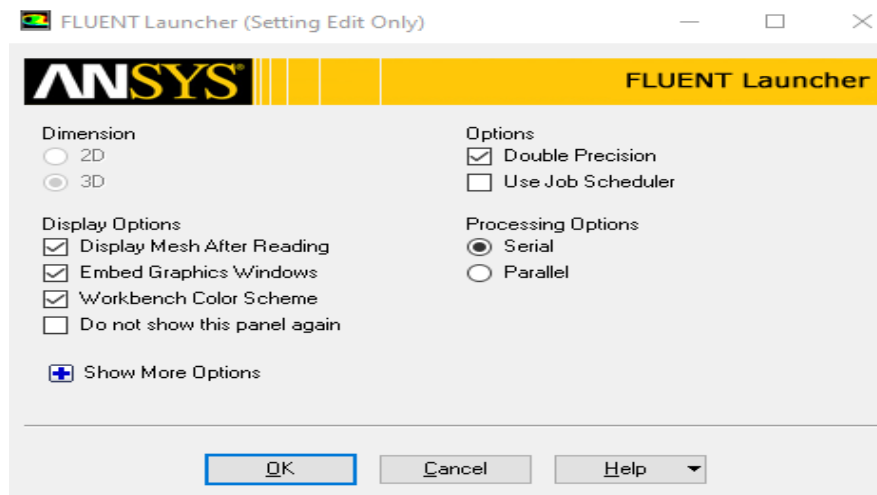 FLUENT Launcher (Setting Edit Only)
ANSYS
FLUENT Launcher
Dimension
2D
3D
Options
Double Precision
Use Job Scheduler
Display Options
Display Mesh After Reading
Embed Graphics Windows
Workbench Color Scheme
Do not show this panel again
Processing Options
Serial
Parallel
Show More Options
OK
Cancel
Help